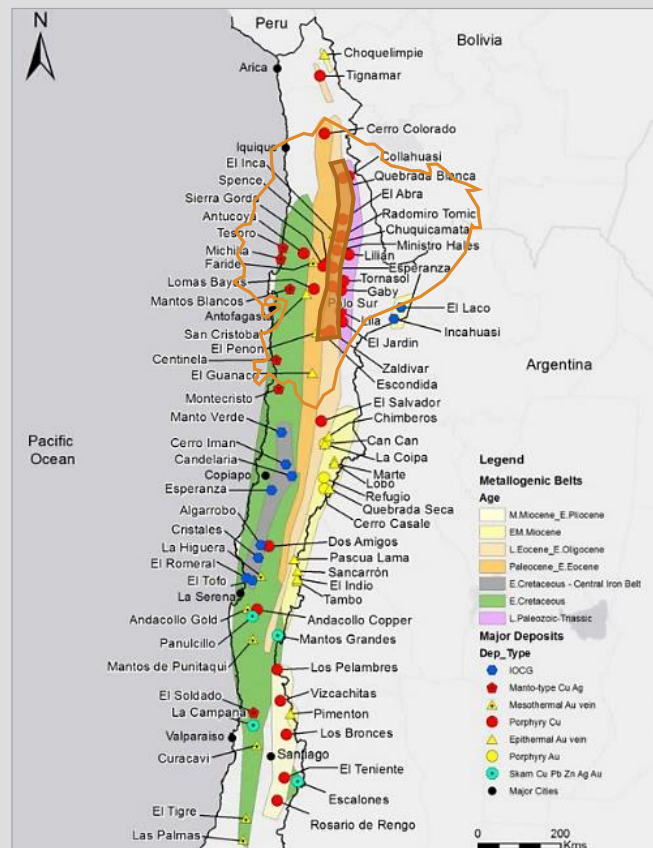 N
Peru
Bolivia
Choquelimpie
Arica
Tignamar
Cerro Colorado
Iquique
Collahuasi
El Inca
Quebrada Blanca
Spence
El Abra
Sierra Gorda
Radomiro Tomic
Antucoya
Chuquicamata
Tesoro
Ministro Hales
Michilla
Lilian
Faride
Esperanza
Lomas Bayas
Tornasol
Gaby
Mantos Blancos
Polo Sur
El Laco
Antofagasta
Lila
Incahuasi
San Cristobal
El Jardin
El Penon
Argentina
Centinela
Zaldivar
El Guanaco
Escondida
Montecristo
El Salvador
Manto Verde
Chimberos
Pacific
Ocean
Cerro Iman
Can Can
Candelaria
La Coipa
Copiapo
Marte
Esperanza
Lobo
Refugio
Algarrobo
Quebrada Seca
Cristales
Cerro Casale
La Higuera
Dos Amigos
El Romeral
Pascua Lama
El Tofo
Sancarrón
La Serena
El Indio
Tambo
Andacollo Gold
Andacollo Copper
Panulcillo
Mantos Grandes
Mantos de Punitaqui
Los Pelambres
El Soldado
Vizcachitas
La Campana
Pimenton
Valparaiso
Los Bronces
Curacavi
Santiago
El Teniente
El Tigre
Escalones
Las Palmas
Rosario de Rengo
Legend
Metallogenic Belts
Age
M.Miocene_E.Pliocene
EM.Miocene
L.Eocene_E.Oligocene
Paleocene_E.Eocene
E.Cretaceous - Central Iron Belt
E.Cretaceous
L.Paleozoic-Triassic
Major Deposits
Dep_Type
IOCG
Manto-type Cu Ag
Mesothermal Au vein
Porphyry Cu
Epithermal Au vein
Porphyry Au
Skarn Cu Pb Zn Ag Au
Major Cities
0 200
Kms